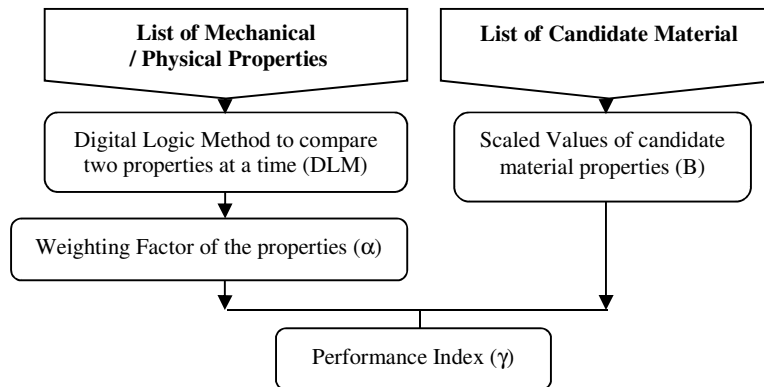 List of Mechanical
/ Physical Properties
List of Candidate Material
Digital Logic Method to compare
two properties at a time (DLM)
Scaled Values of candidate
material properties (B)
Weighting Factor of the properties (α)
Performance Index (γ)